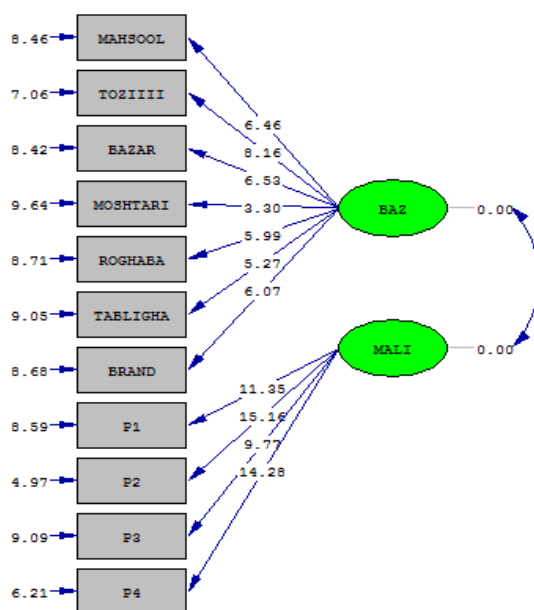 8.46 MAHSOOL
7.06 TOZIIII
8.42 BAZAR
9.64 MOSHTARI
8.71 ROGHABA
9.05 TABLIGHA
8.68 BRAND
8.59 P1
4.97 P2
9.09 P3
6.21 P4
6.46
8.16
6.53
3.30
5.99
5.27
6.07
11.35
15.16
9.77
14.28
BAZ 0.00
MALI 0.00